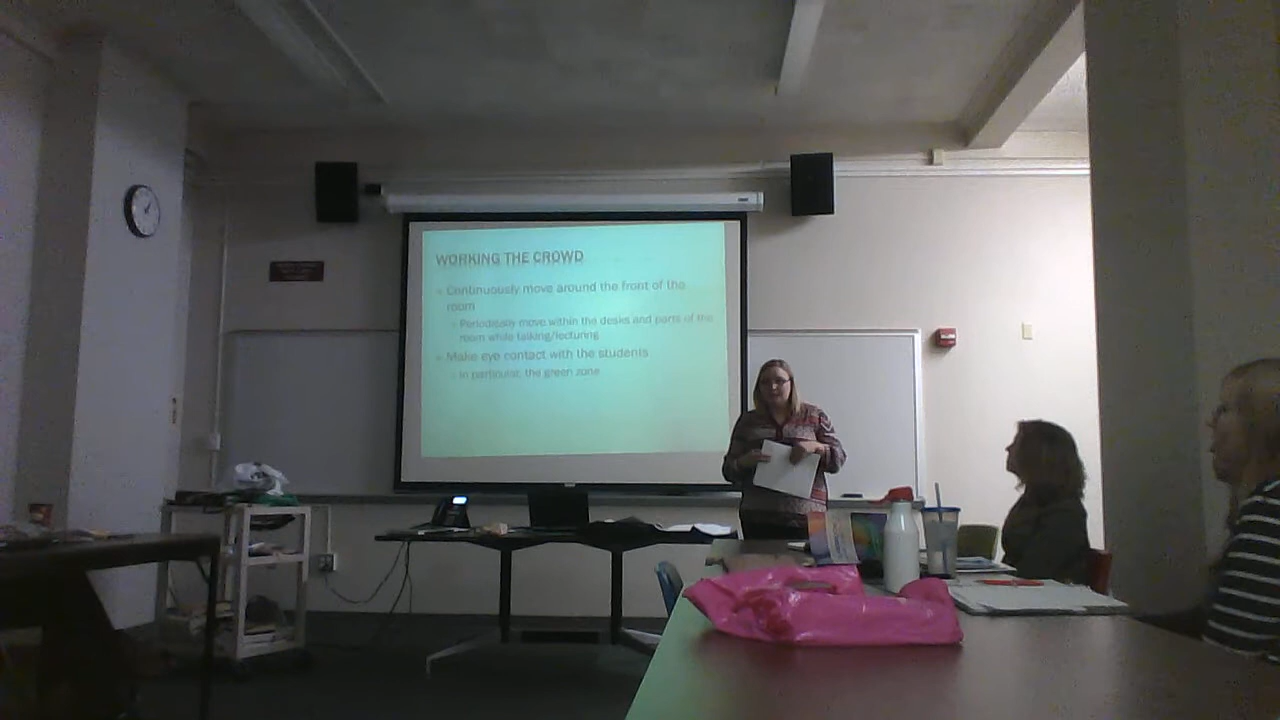 WORKING THE CROWD
Continuously move around the front of the
room
Periodically move within the desks and parts of the
room while talking/lecturing
Make eye contact with the students
In particular, the green zone